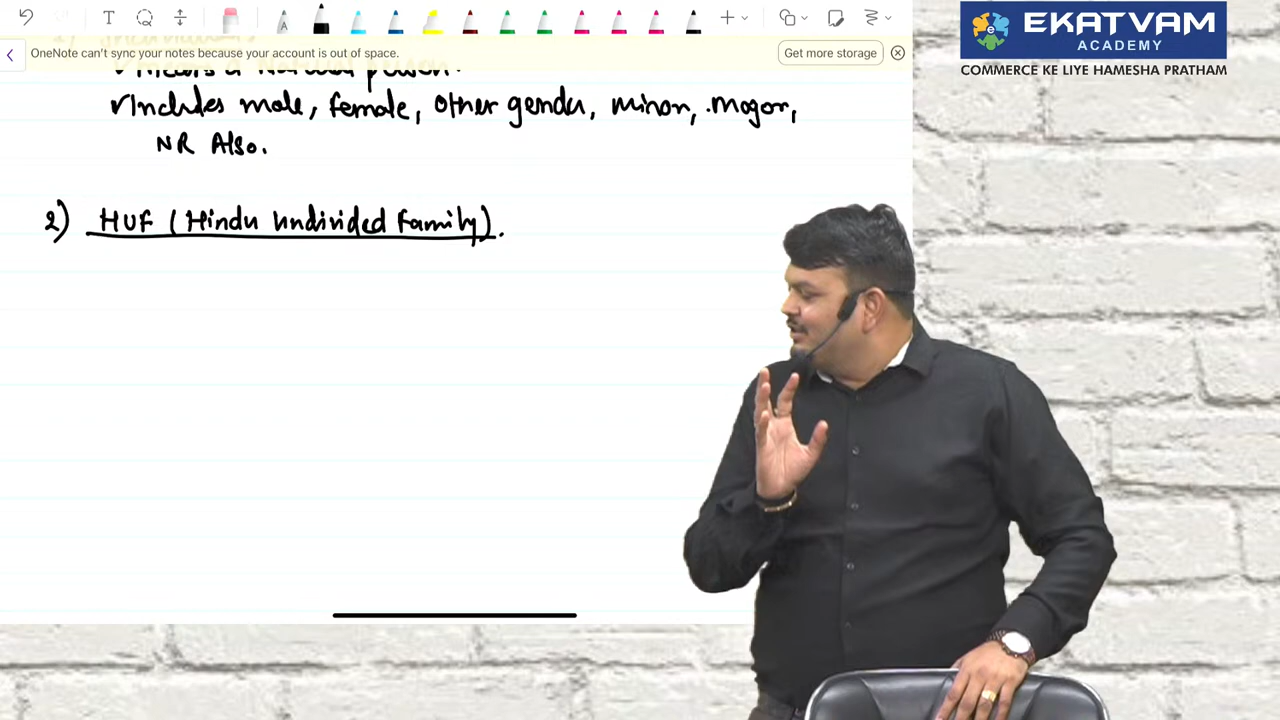 OneNote can't sync your notes because your account is out of space.
Get more storage
EKATVAM
ACADEMY
COMMERCE KE LIYE HAMESHA PRATHAM
person.
Includes male, female, Other gender, minor, Major,
NR Also.
2) HUF (Hindu Undivided Family).